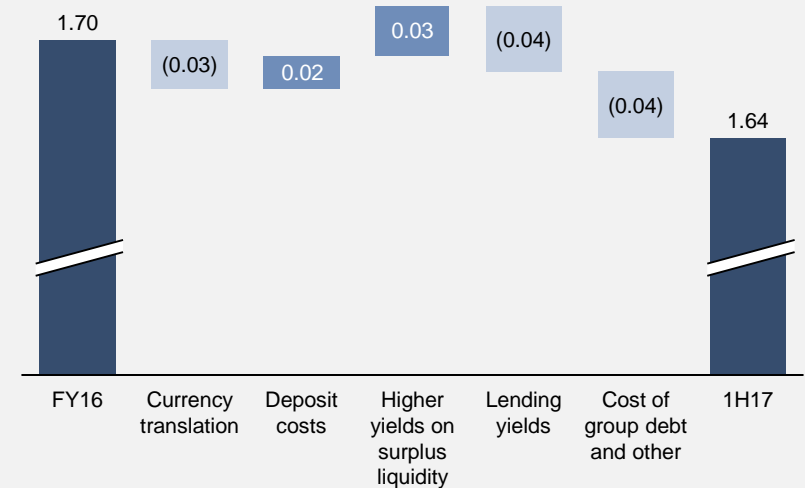 1.70
(0.03)
0.02
0.03
(0.04)
(0.04)
1.64
FY16
Currency
translation
Deposit
costs
Higher
yields on
surplus
liquidity
Lending
yields
Cost of
group debt
and other
1H17